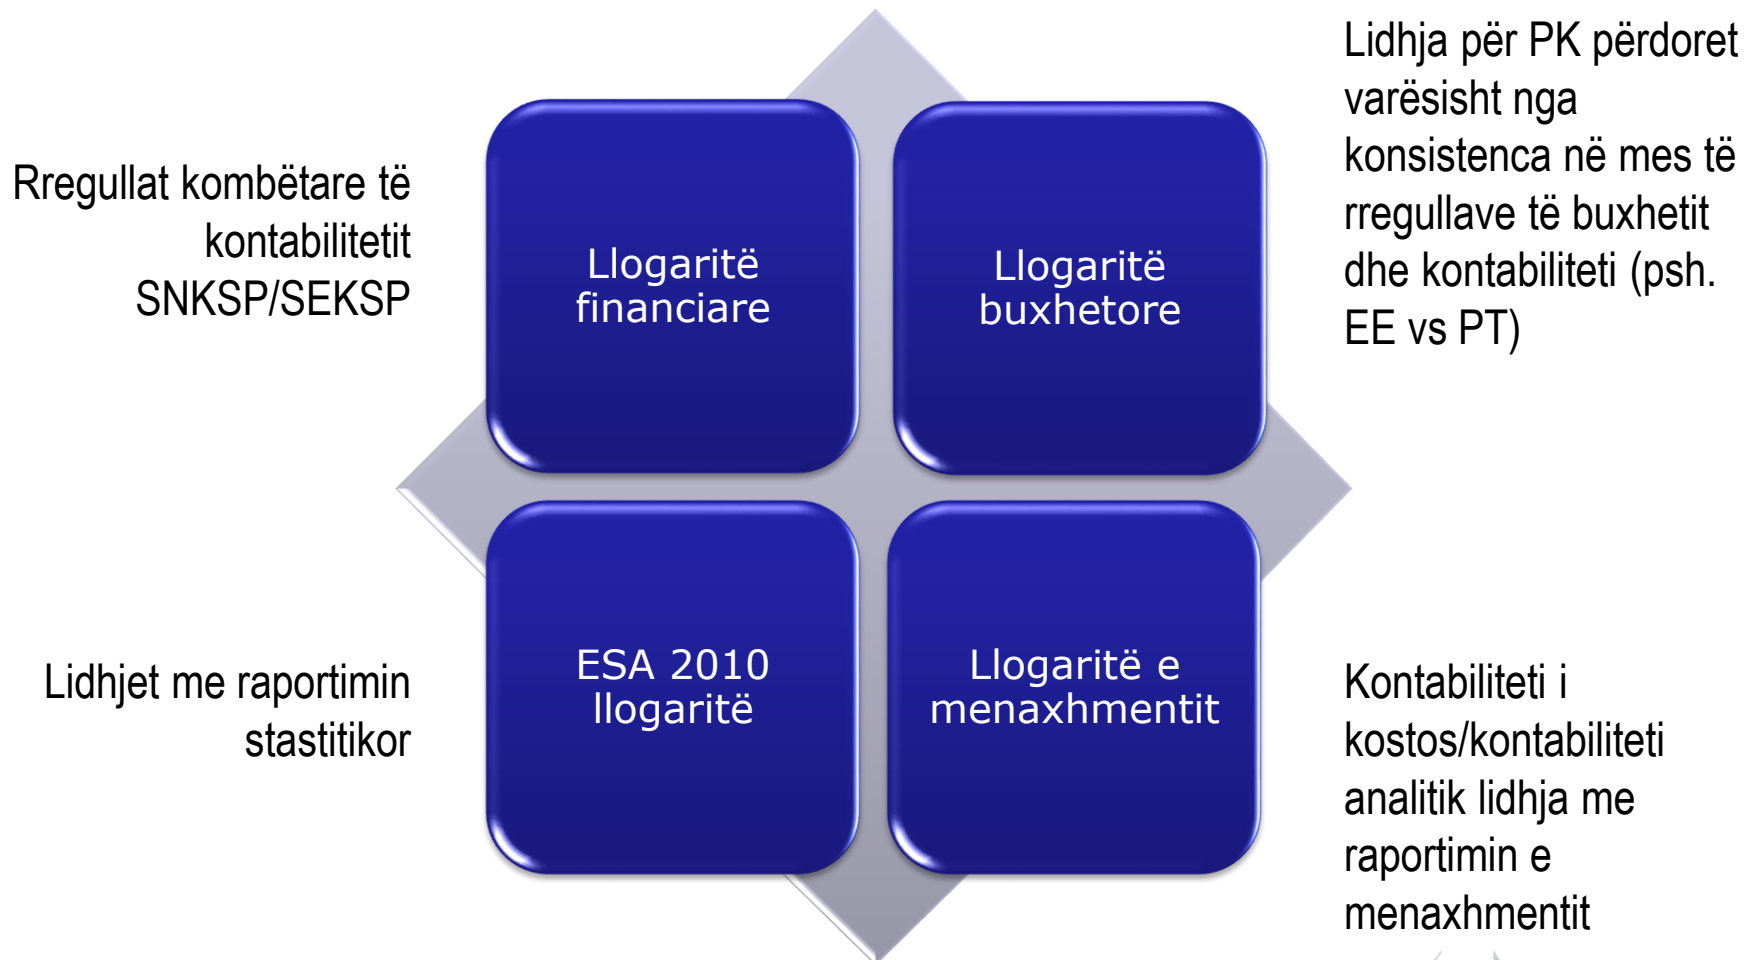 Rregullat kombëtare të
kontabilitetit
SNKSP/SEKSP
Llogaritë
financiare
Llogaritë
buxhetore
Lidhja për PK përdoret
varësisht nga
konsistenca në mes të
rregullave të buxhetit
dhe kontabiliteti (psh.
EE vs PT)
Lidhjet me raportimin
stastitikor
ESA 2010
llogaritë
Llogaritë e
menaxhmentit
Kontabiliteti i
kostos/kontabiliteti
analitik lidhja me
raportimin e
menaxhmentit